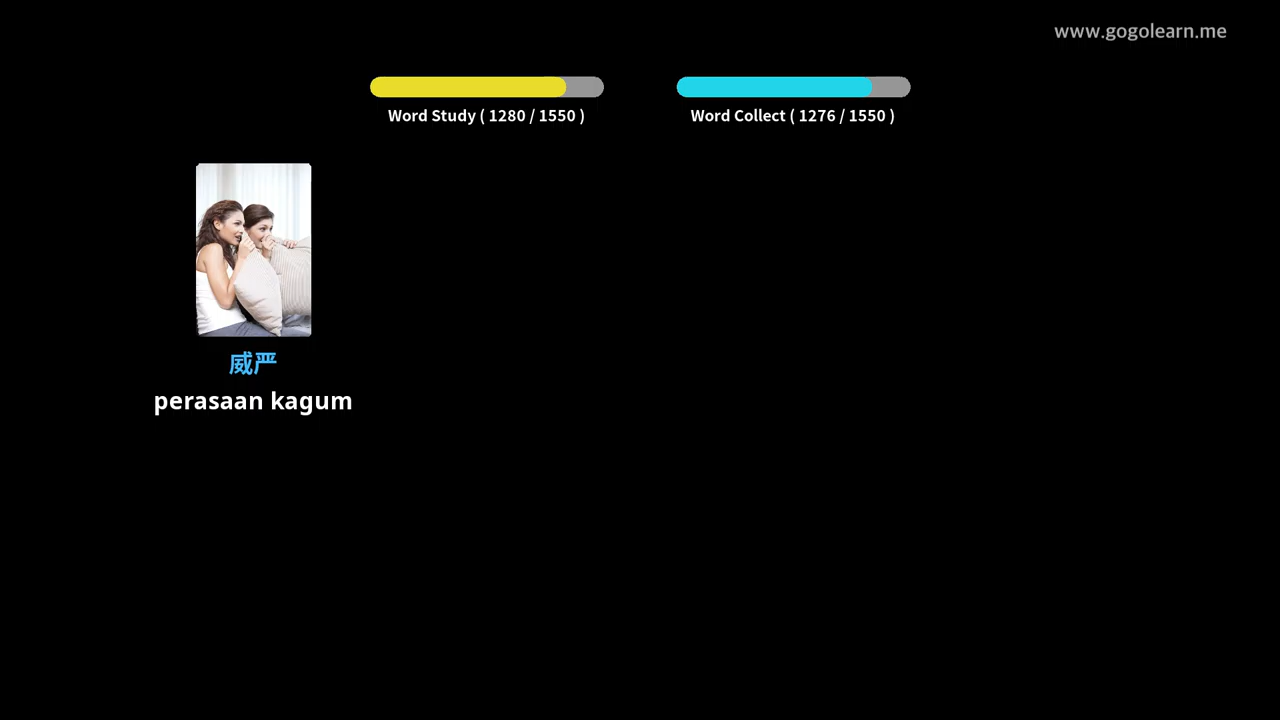 www.gogolearn.me
Word Study ( 1280 / 1550 )
Word Collect ( 1276 / 1550 )
威严
perasaan kagum